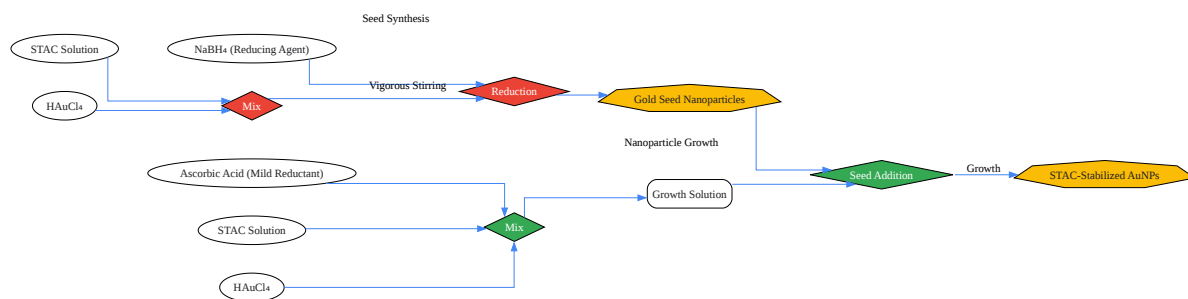 Seed Synthesis
STAC Solution
NaBH₄ (Reducing Agent)
Vigorous Stirring
Reduction
HAuCl₄
Mix
Gold Seed Nanoparticles
Nanoparticle Growth
Ascorbic Acid (Mild Reductant)
Growth
Seed Addition
STAC-Stabilized AuNPs
Growth Solution
STAC Solution
Mix
HAuCl₄